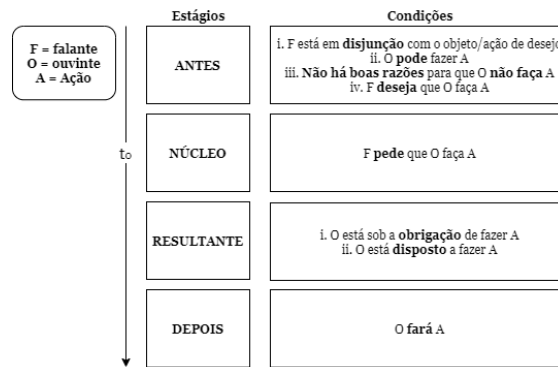 Estágios
Condições
F = falante
O = ouvinte
A = Ação
ANTES
i. F está em disjunção com o objeto/ação de desejo
ii. O pode fazer A
iii. Não há boas razões para que O não faça A
iv. F deseja que O faça A
t₀
NÚCLEO
F pede que O faça A
RESULTANTE
i. O está sob a obrigação de fazer A
ii. O está disposto a fazer A
DEPOIS
O fará A